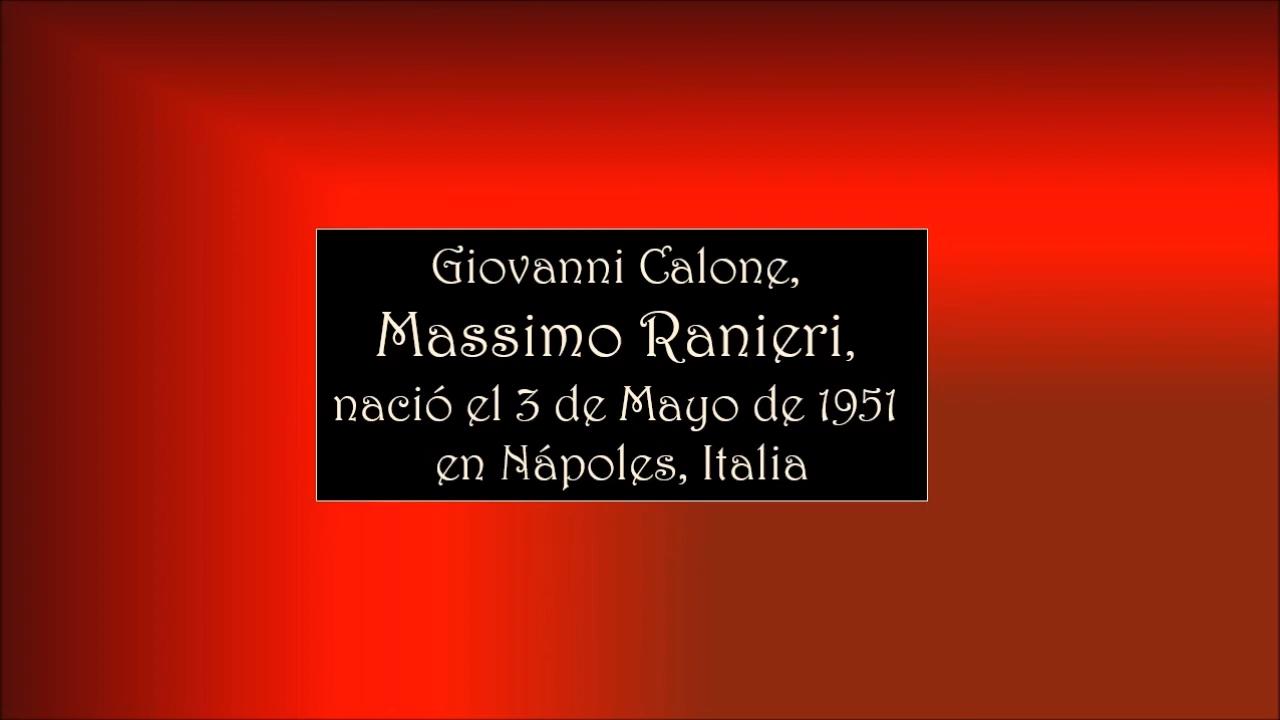 Giovanni Calone,
Massimo Ranieri,
nació el 3 de Mayo de 1951
en Nápoles, Italia